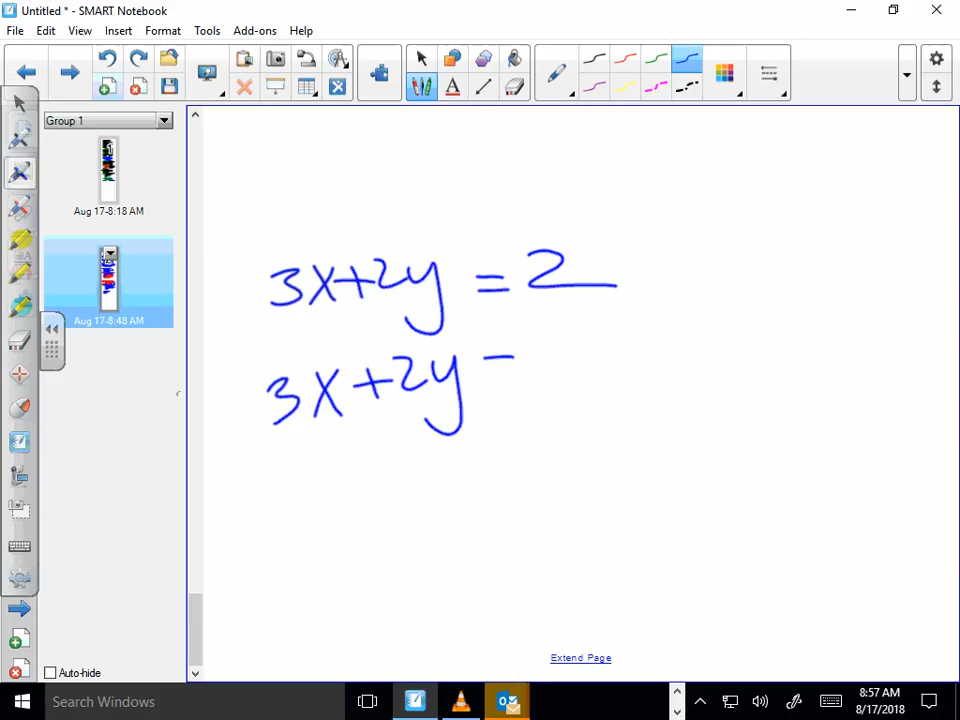 Untitled * - SMART Notebook
File Edit View Insert Format Tools Add-ons Help
Group 1
Aug 17-8:18 AM
Aug 17-8:48 AM
3x+2y = 2
3x+2y -
Extend Page
Auto-hide
Search Windows
8:57 AM
8/17/2018